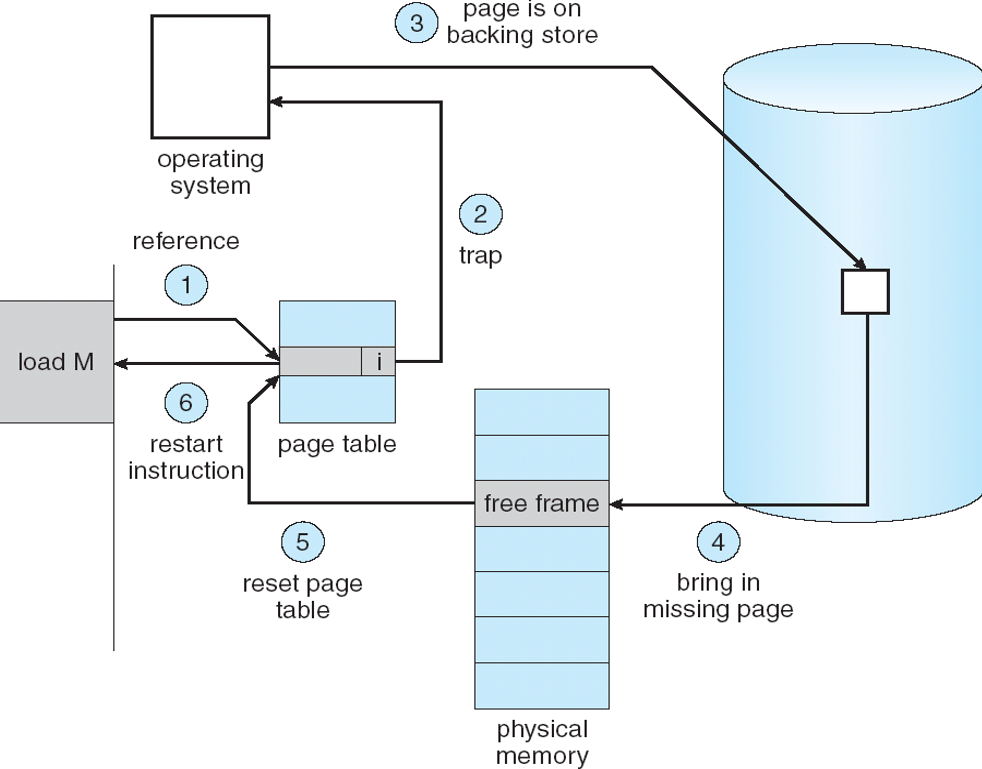 3
page is on
backing store
operating
system
2
trap
reference
1
load M
i
6
restart
instruction
page table
free frame
5
reset page
table
4
bring in
missing page
physical
memory